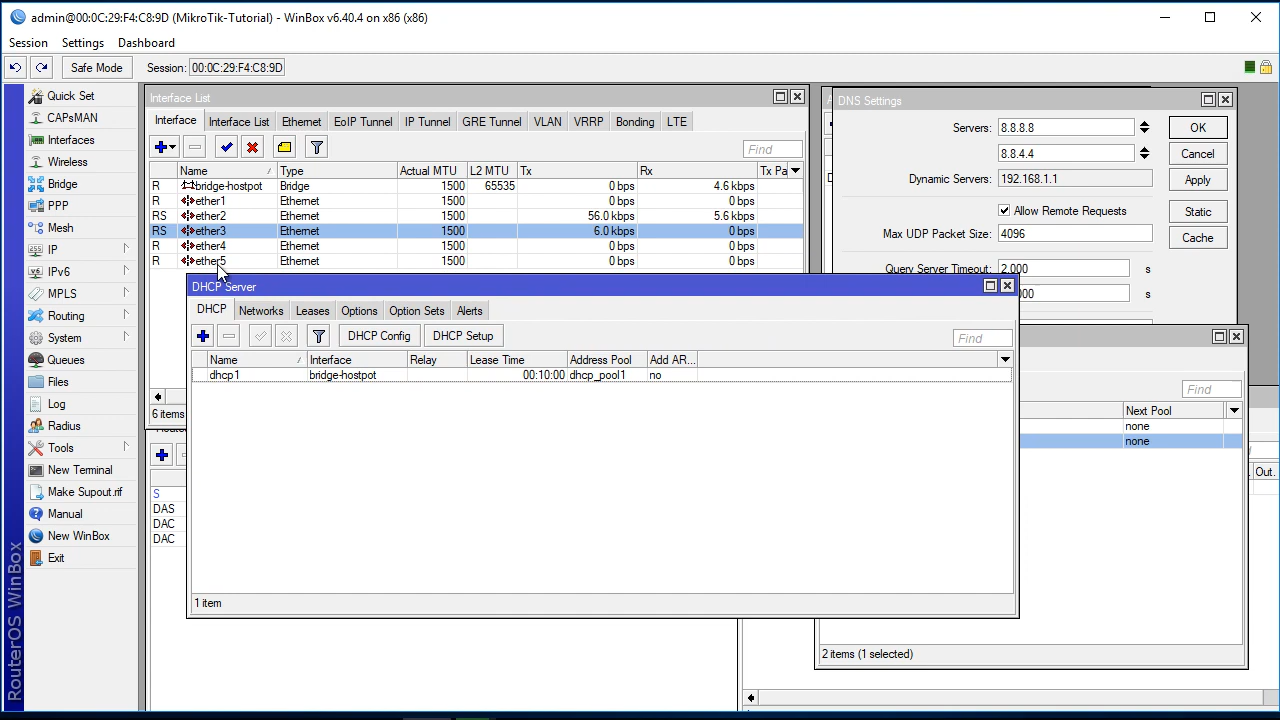 admin@00:0C:29:F4:C8:9D (MikroTik-Tutorial) - WinBox v6.40.4 on x86 (x86)
Session Settings Dashboard
Safe Mode Session: 00:0C:29:F4:C8:9D
Quick Set
CAPsMAN
Interfaces
Wireless
Bridge
PPP
Mesh
IP
IPv6
MPLS
Routing
System
Queues
Files
Log
Radius
Tools
New Terminal
Make Supout.rif
Manual
New WinBox
Exit
RouterOS WinBox
Interface List
Interface Interface List Ethernet EoIP Tunnel IP Tunnel GRE Tunnel VLAN VRRP Bonding LTE
Find
Name Type Actual MTU L2 MTU Tx Rx Tx Pa
R bridge-hostpot Bridge 1500 65535 0 bps 4.6 kbps
R ether1 Ethernet 1500 0 bps 0 bps
RS ether2 Ethernet 1500 56.0 kbps 5.6 kbps
RS ether3 Ethernet 1500 6.0 kbps 0 bps
R ether4 Ethernet 1500 0 bps 0 bps
R ether5 Ethernet 1500 0 bps 0 bps
6 items
S
DAS
DAC
DAC
DHCP Server
DHCP Networks Leases Options Option Sets Alerts
DHCP Config DHCP Setup Find
Name Interface Relay Lease Time Address Pool Add AR...
dhcp1 bridge-hostpot 00:10:00 dhcp_pool1 no
1 item
DNS Settings
Servers: 8.8.8.8 OK
8.8.4.4 Cancel
Dynamic Servers: 192.168.1.1 Apply
Allow Remote Requests Static
Max UDP Packet Size: 4096 Cache
Query Server Timeout: 2.000 s
000 s
Find
Next Pool
none
none
Out.
2 items (1 selected)